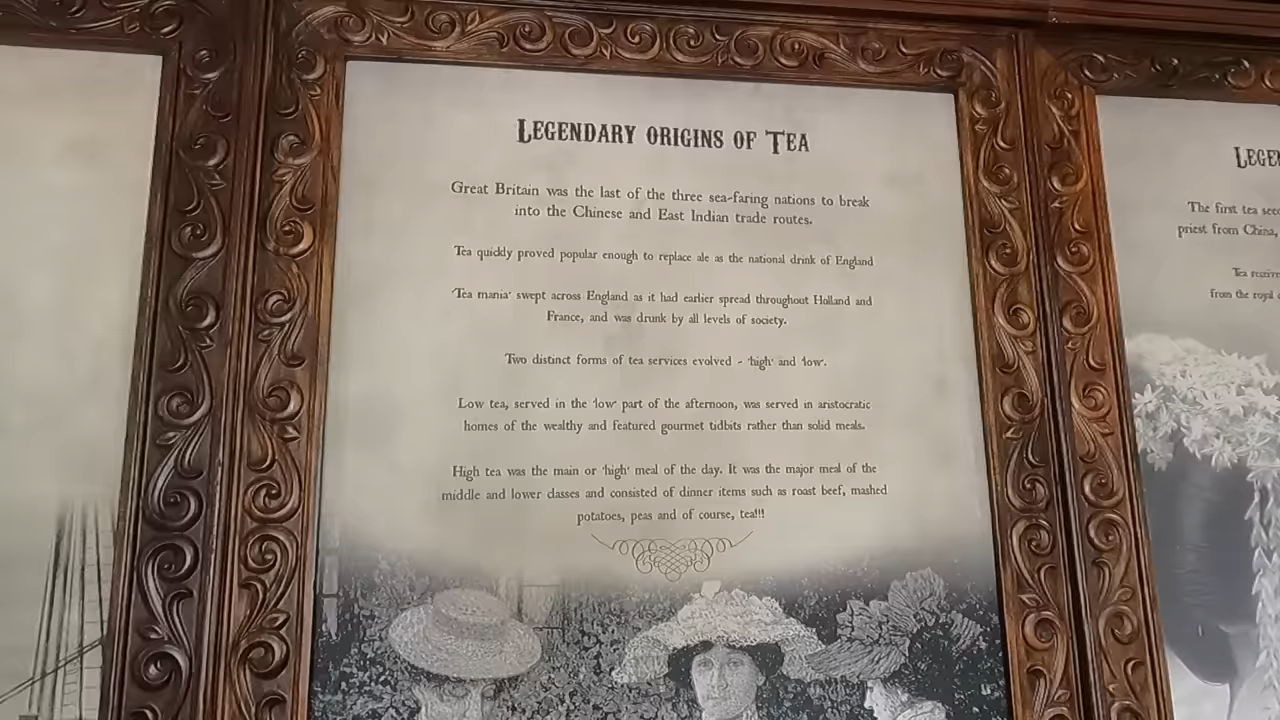 Legendary origins of Tea
Great Britain was the last of the three sea-faring nations to break
into the Chinese and East Indian trade routes.
Tea quickly proved popular enough to replace ale as the national drink of England
'Tea mania' swept across England as it had earlier spread throughout Holland and
France, and was drunk by all levels of society.
Two distinct forms of tea services evolved - 'high' and 'low'.
Low tea, served in the 'low' part of the afternoon, was served in aristocratic
homes of the wealthy and featured gourmet tidbits rather than solid meals.
High tea was the main or 'high' meal of the day. It was the major meal of the
middle and lower classes and consisted of dinner items such as roast beef, mashed
potatoes, peas and of course, tea!!!
The first tea
priest from China,
Tea
from the royal